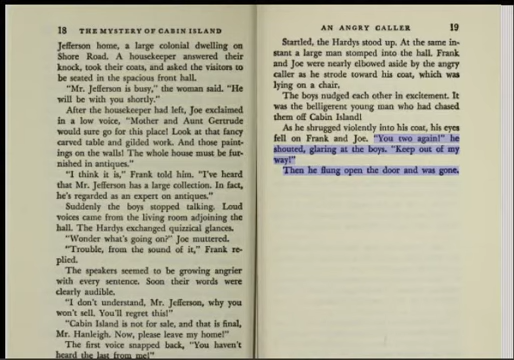 18 THE MYSTERY OF CABIN ISLAND
Jefferson home, a large colonial dwelling on
Shore Road. A housekeeper answered their
knock, took their coats, and asked the visitors to
be seated in the spacious front hall.
"Mr. Jefferson is busy," the woman said. "He
will be with you shortly."
After the housekeeper had left, Joe exclaimed
in a low voice, "Mother and Aunt Gertrude
would sure go for this place! Look at that fancy
carved table and gilded work. And those paint-
ings on the walls! The whole house must be fur-
nished in antiques."
"I think it is," Frank told him. "I've heard
that Mr. Jefferson has a large collection. In fact,
he's regarded as an expert on antiques."
Suddenly the boys stopped talking. Loud
voices came from the living room adjoining the
hall. The Hardys exchanged quizzical glances.
"Wonder what's going on?" Joe muttered.
"Trouble, from the sound of it," Frank re-
plied.
The speakers seemed to be growing angrier
with every sentence. Soon their words were
clearly audible.
"I don't understand, Mr. Jefferson, why you
won't sell. You'll regret this!"
"Cabin Island is not for sale, and that is final,
Mr. Hanleigh. Now, please leave my home!"
The first voice snapped back, "You haven't
heard the last from me!"
AN ANGRY CALLER 19
Startled, the Hardys stood up. At the same in-
stant a large man stomped into the hall. Frank
and Joe were nearly elbowed aside by the angry
caller as he strode toward his coat, which was
lying on a chair.
The boys nudged each other in excitement. It
was the belligerent young man who had chased
them off Cabin Island!
As he shrugged violently into his coat, his eyes
fell on Frank and Joe. "You two again!" he
shouted, glaring at the boys. "Keep out of my
way!"
Then he flung open the door and was gone.